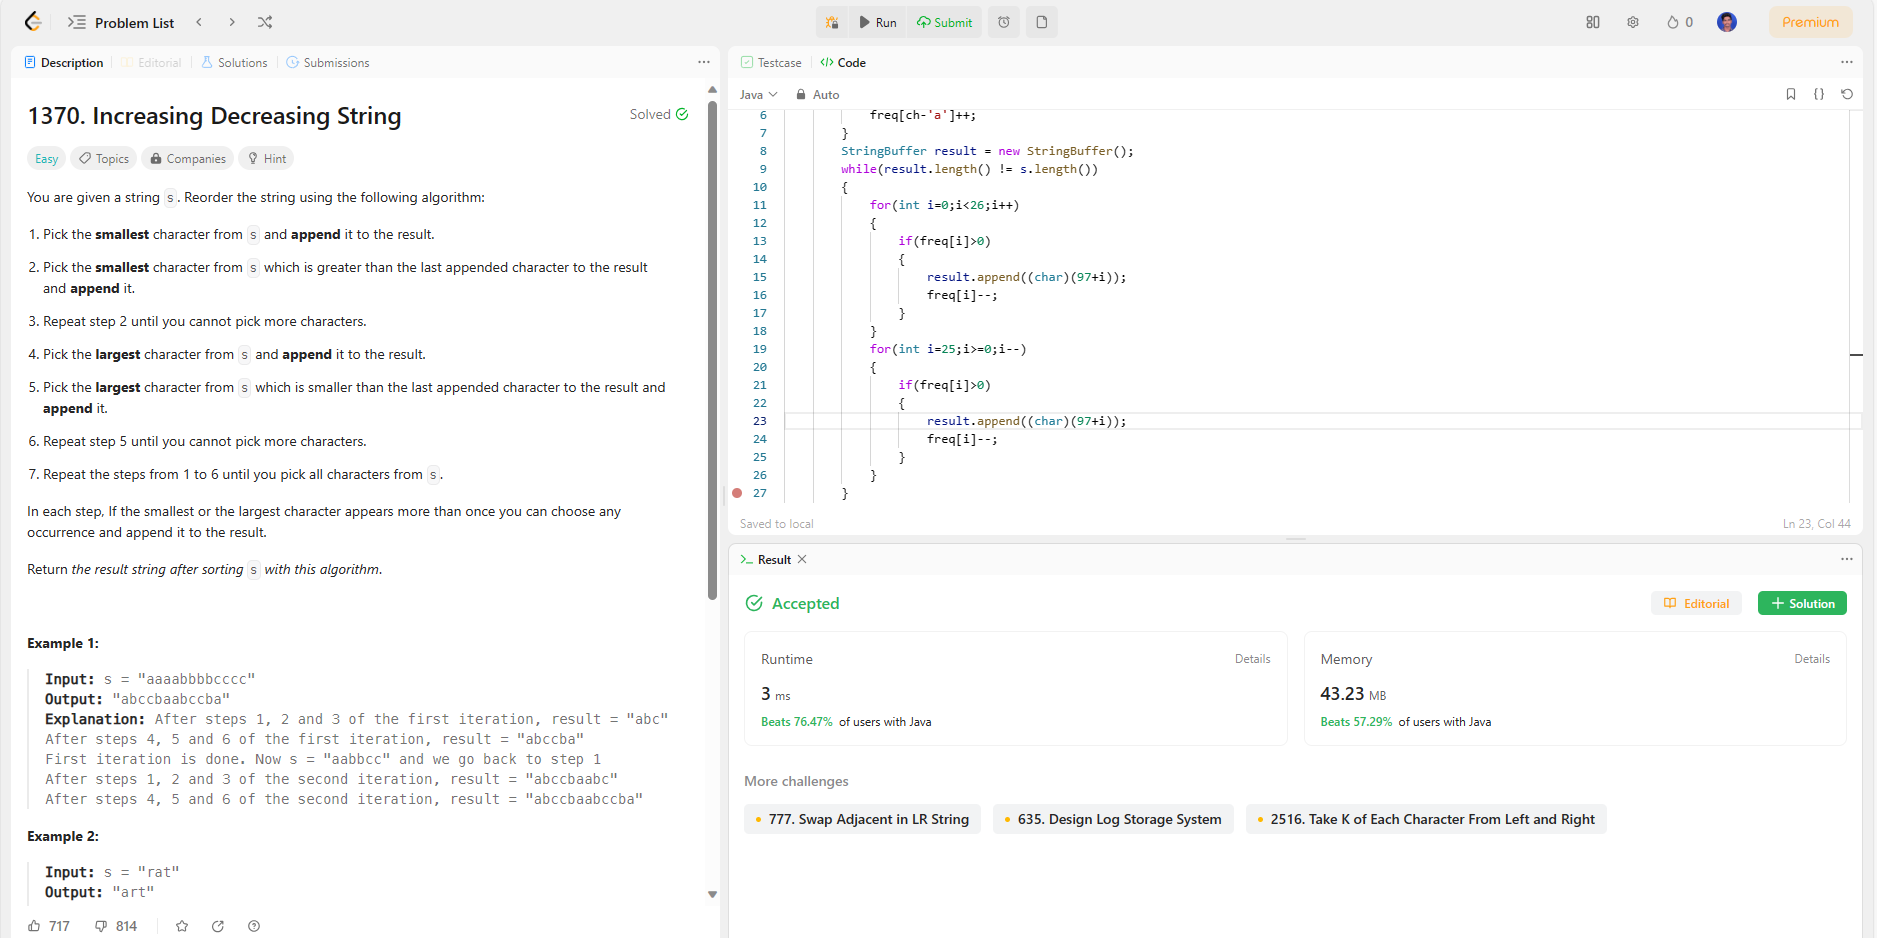 Problem List
Run
Submit
0
Premium
Description
Editorial
Solutions
Submissions
1370. Increasing Decreasing String
Solved
Easy
Topics
Companies
Hint
You are given a string s. Reorder the string using the following algorithm:
1. Pick the smallest character from s and append it to the result.
2. Pick the smallest character from s which is greater than the last appended character to the result
and append it.
3. Repeat step 2 until you cannot pick more characters.
4. Pick the largest character from s and append it to the result.
5. Pick the largest character from s which is smaller than the last appended character to the result and
append it.
6. Repeat step 5 until you cannot pick more characters.
7. Repeat the steps from 1 to 6 until you pick all characters from s.
In each step, If the smallest or the largest character appears more than once you can choose any
occurrence and append it to the result.
Return the result string after sorting s with this algorithm.
Example 1:
Input: s = "aaaabbbbcccc"
Output: "abccbaabccba"
Explanation: After steps 1, 2 and 3 of the first iteration, result = "abc"
After steps 4, 5 and 6 of the first iteration, result = "abccba"
First iteration is done. Now s = "aabbcc" and we go back to step 1
After steps 1, 2 and 3 of the second iteration, result = "abccbaabc"
After steps 4, 5 and 6 of the second iteration, result = "abccbaabccba"
Example 2:
Input: s = "rat"
Output: "art"
717
814
Testcase
Code
Java
Auto
6 freq[ch-'a']++;
7 }
8 StringBuffer result = new StringBuffer();
9 while(result.length() != s.length())
10 {
11 for(int i=0;i<26;i++)
12 {
13 if(freq[i]>0)
14 {
15 result.append((char)(97+i));
16 freq[i]--;
17 }
18 }
19 for(int i=25;i>=0;i--)
20 {
21 if(freq[i]>0)
22 {
23 result.append((char)(97+i));
24 freq[i]--;
25 }
26 }
27 }
Saved to local
Ln 23, Col 44
Result
Accepted
Editorial
Solution
Runtime
Details
3 ms
Beats 76.47% of users with Java
Memory
Details
43.23 MB
Beats 57.29% of users with Java
More challenges
777. Swap Adjacent in LR String
635. Design Log Storage System
2516. Take K of Each Character From Left and Right